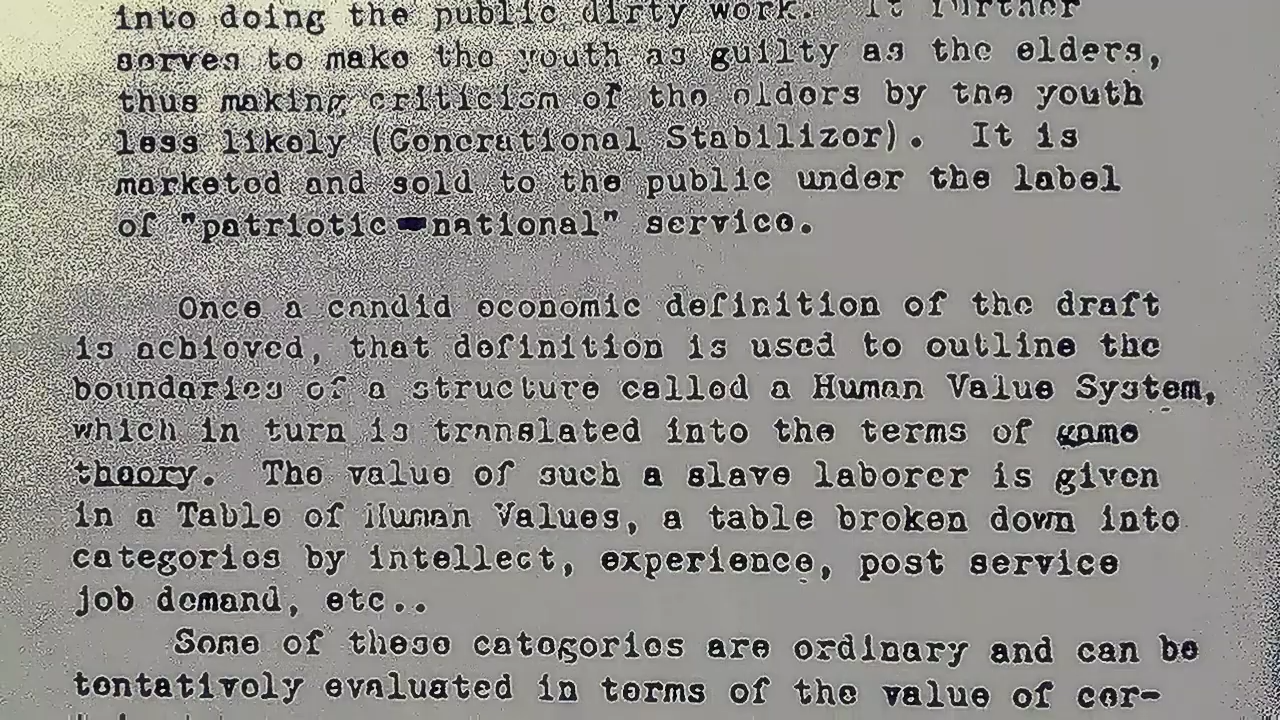 into doing the public dirty work. It further
serves to make the youth as guilty as the elders,
thus making criticism of the elders by the youth
less likely (Generational Stabilizer). It is
marketed and sold to the public under the label
of "patriotic=national" service.
Once a candid economic definition of the draft
is achieved, that definition is used to outline the
boundaries of a structure called a Human Value System,
which in turn is translated into the terms of game
theory. The value of such a slave laborer is given
in a Table of Human Values, a table broken down into
categories by intellect, experience, post service
job demand, etc..
Some of these categories are ordinary and can be
tentatively evaluated in terms of the value of cer-